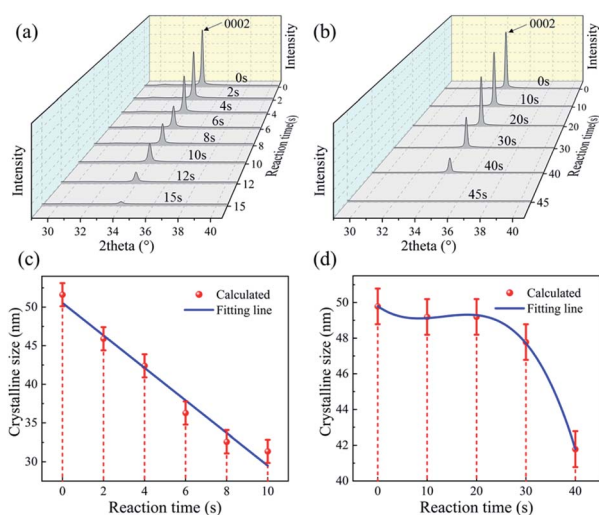 (a)
0002
Intensity
0s
2s
4s
6s
8s
10s
12s
15s
0
2
4
6
8
10
12
15
Reaction time(s)
Intensity
30 32 34 36 38 40
2theta (°)
(b)
0002
Intensity
0s
10s
20s
30s
40s
45s
0
10
20
30
40
45
Reaction time(s)
Intensity
30 32 34 36 38 40
2theta (°)
(c)
Calculated
Fitting line
Crystalline size (nm)
50
45
40
35
30
0 2 4 6 8 10
Reaction time (s)
(d)
Calculated
Fitting line
Crystalline size (nm)
52
50
48
46
44
42
40
0 10 20 30 40
Reaction time (s)